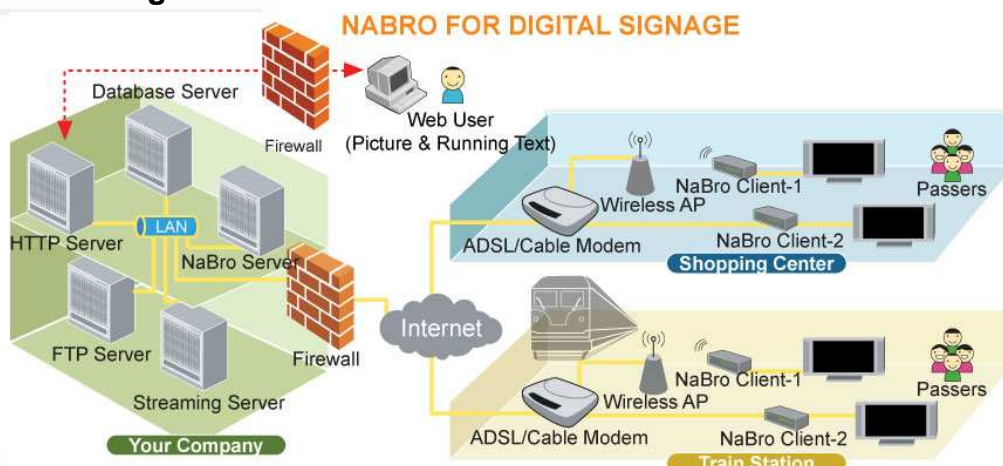 NABRO FOR DIGITAL SIGNAGE
Database Server
Firewall
Web User
(Picture & Running Text)
HTTP Server
LAN
NaBro Server
FTP Server
Streaming Server
Firewall
Your Company
Internet
Wireless AP
ADSL/Cable Modem
NaBro Client-1
NaBro Client-2
Passers
Shopping Center
Wireless AP
ADSL/Cable Modem
NaBro Client-1
NaBro Client-2
Passers
Train Station